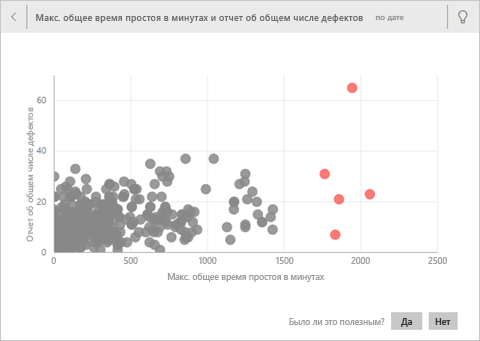 Макс. общее время простоя в минутах и отчет об общем числе дефектов по дате
Отчет об общем числе дефектов
60
40
20
0
0 500 1000 1500 2000 2500
Макс. общее время простоя в минутах
Было ли это полезным? Да Нет